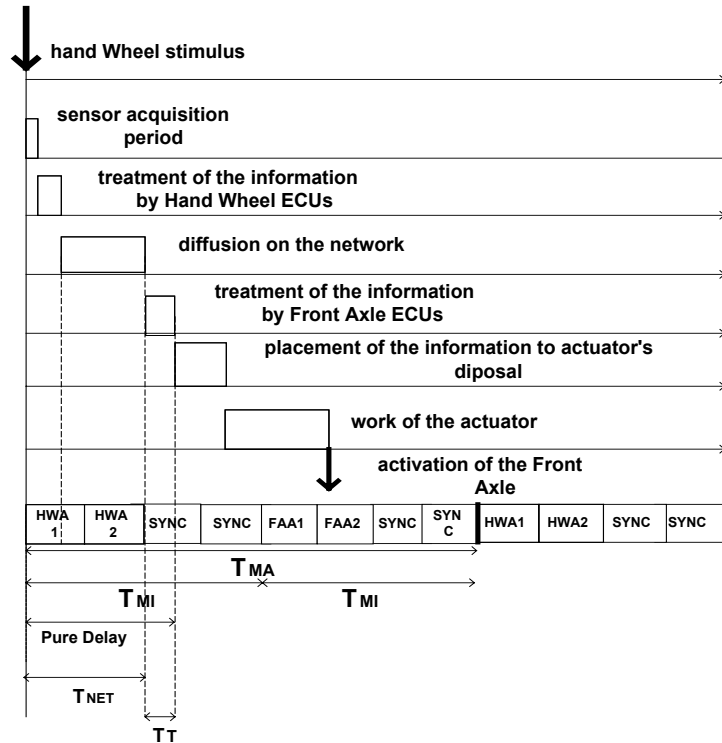 hand Wheel stimulus
sensor acquisition
period
treatment of the information
by Hand Wheel ECUs
diffusion on the network
treatment of the information
by Front Axle ECUs
placement of the information to actuator's
diposal
work of the actuator
activation of the Front
Axle
HWA
1
HWA
2
SYNC
SYNC
FAA1
FAA2
SYNC
SYN
C
HWA1
HWA2
SYNC
SYNC
TMA
TMI
TMI
Pure Delay
TNET
TT